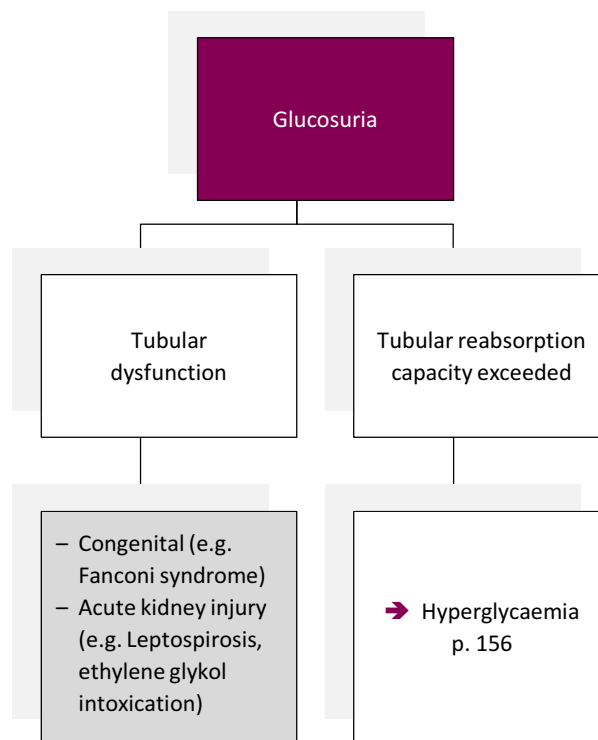 Glucosuria
Tubular
dysfunction
Tubular reabsorption
capacity exceeded
– Congenital (e.g.
Fanconi syndrome)
– Acute kidney injury
(e.g. Leptospirosis,
ethylene glykol
intoxication)
➔ Hyperglycaemia
p. 156